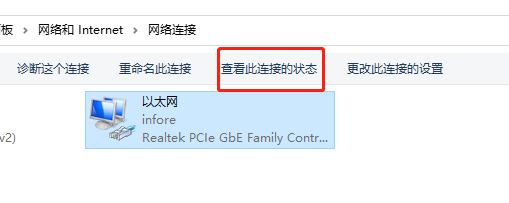 板 > 网络和 Internet > 网络连接
诊断这个连接 重命名此连接 查看此连接的状态 更改此连接的设置
以太网
infore
v2) Realtek PCIe GbE Family Contr...